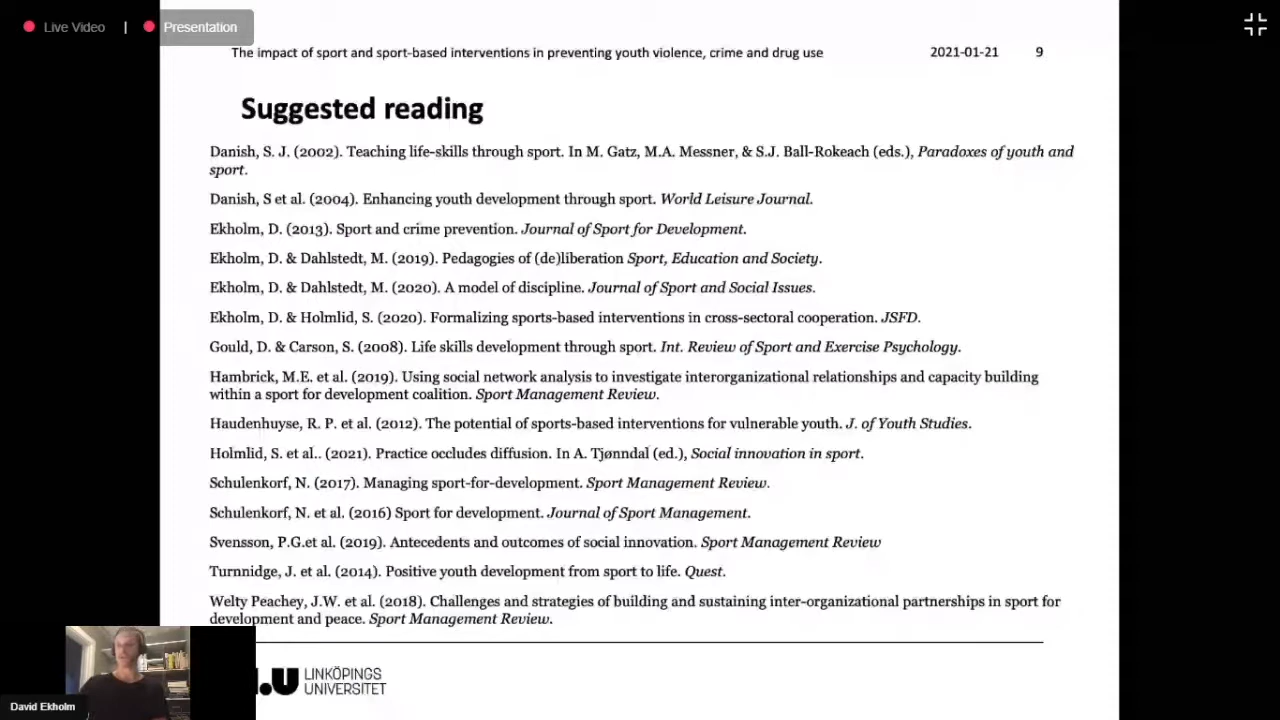 Live Video | Presentation
The impact of sport and sport-based interventions in preventing youth violence, crime and drug use 2021-01-21 9
Suggested reading
Danish, S. J. (2002). Teaching life-skills through sport. In M. Gatz, M.A. Messner, & S.J. Ball-Rokeach (eds.), Paradoxes of youth and
sport.
Danish, S et al. (2004). Enhancing youth development through sport. World Leisure Journal.
Ekholm, D. (2013). Sport and crime prevention. Journal of Sport for Development.
Ekholm, D. & Dahlstedt, M. (2019). Pedagogies of (de)liberation Sport, Education and Society.
Ekholm, D. & Dahlstedt, M. (2020). A model of discipline. Journal of Sport and Social Issues.
Ekholm, D. & Holmlid, S. (2020). Formalizing sports-based interventions in cross-sectoral cooperation. JSFD.
Gould, D. & Carson, S. (2008). Life skills development through sport. Int. Review of Sport and Exercise Psychology.
Hambrick, M.E. et al. (2019). Using social network analysis to investigate interorganizational relationships and capacity building
within a sport for development coalition. Sport Management Review.
Haudenhuyse, R. P. et al. (2012). The potential of sports-based interventions for vulnerable youth. J. of Youth Studies.
Holmlid, S. et al.. (2021). Practice occludes diffusion. In A. Tjønndal (ed.), Social innovation in sport.
Schulenkorf, N. (2017). Managing sport-for-development. Sport Management Review.
Schulenkorf, N. et al. (2016) Sport for development. Journal of Sport Management.
Svensson, P.G.et al. (2019). Antecedents and outcomes of social innovation. Sport Management Review
Turnnidge, J. et al. (2014). Positive youth development from sport to life. Quest.
Welty Peachey, J.W. et al. (2018). Challenges and strategies of building and sustaining inter-organizational partnerships in sport for
development and peace. Sport Management Review.
.U LINKÖPINGS
UNIVERSITET
David Ekholm